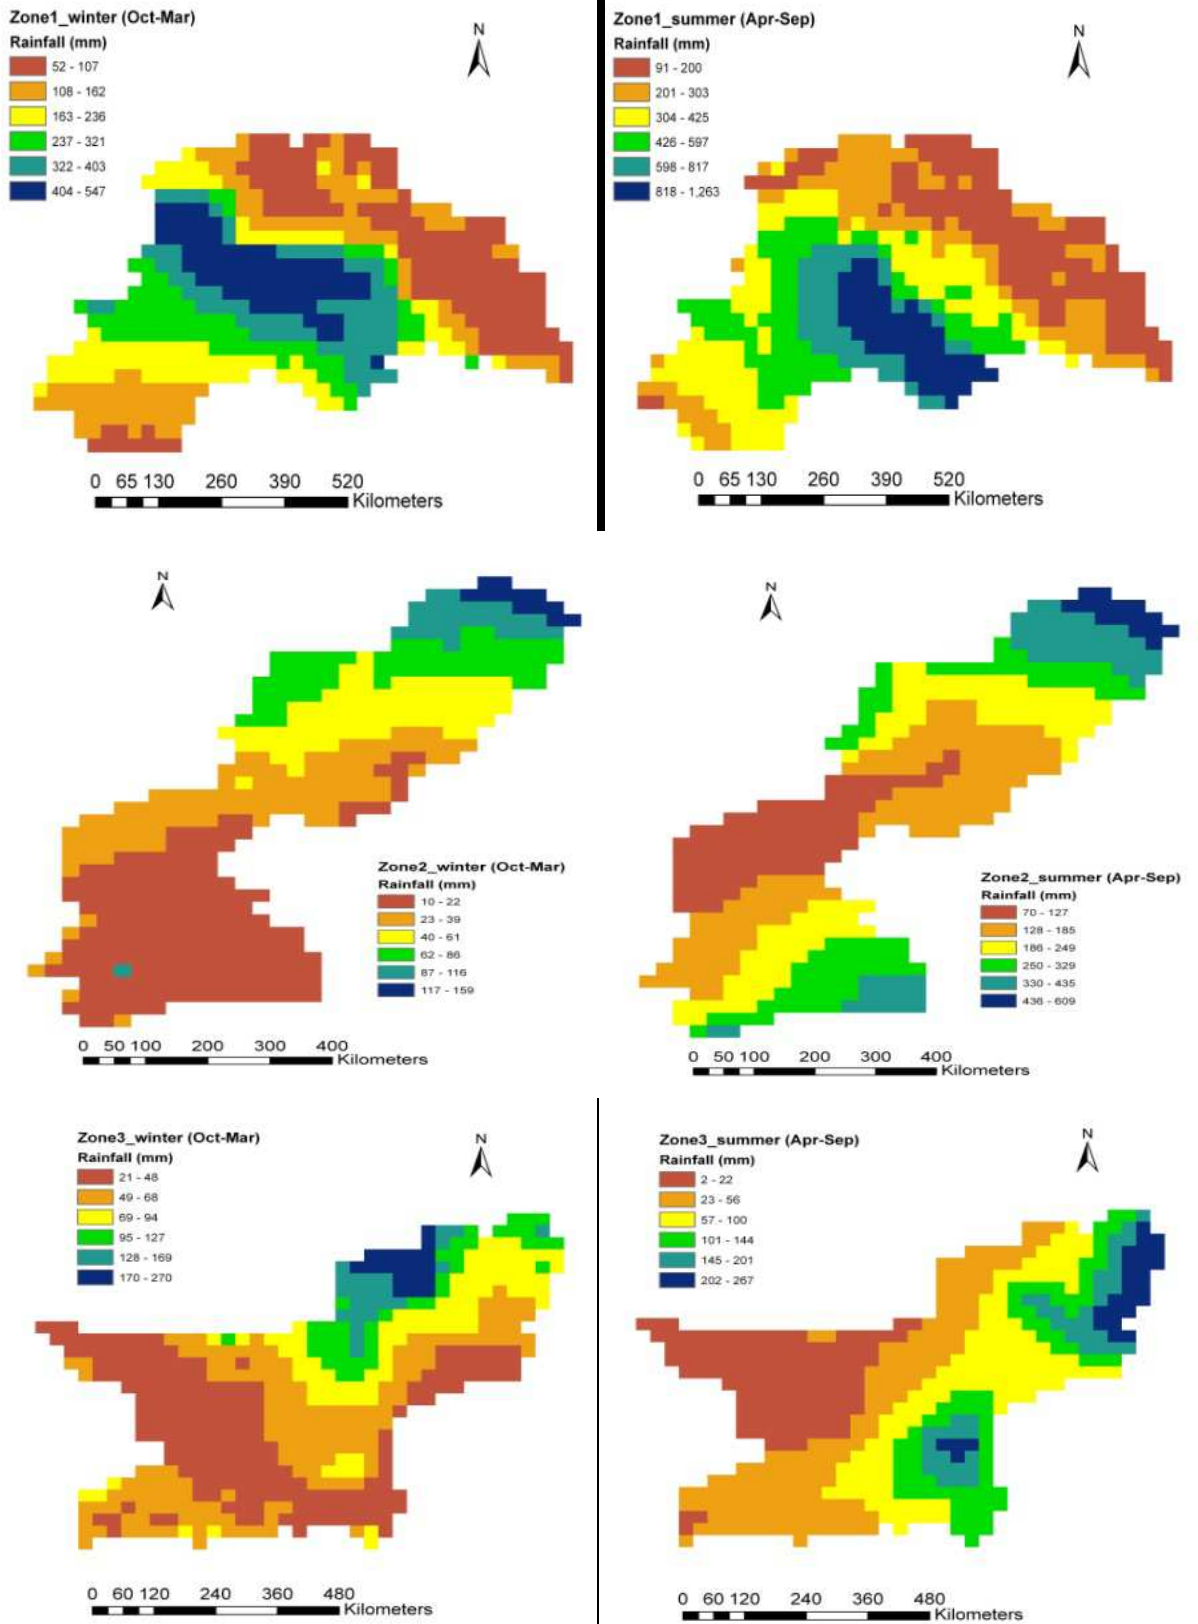 Zone1_winter (Oct-Mar)
Rainfall (mm)
52 - 107
108 - 162
163 - 236
237 - 321
322 - 403
404 - 547
N
0 65 130 260 390 520
Kilometers
Zone1_summer (Apr-Sep)
Rainfall (mm)
91 - 200
201 - 303
304 - 425
426 - 597
598 - 817
818 - 1,263
N
0 65 130 260 390 520
Kilometers
N
Zone2_winter (Oct-Mar)
Rainfall (mm)
10 - 22
23 - 39
40 - 61
62 - 86
87 - 116
117 - 159
0 50 100 200 300 400
Kilometers
N
Zone2_summer (Apr-Sep)
Rainfall (mm)
70 - 127
128 - 185
186 - 249
250 - 329
330 - 435
436 - 609
0 50 100 200 300 400
Kilometers
Zone3_winter (Oct-Mar)
Rainfall (mm)
21 - 48
49 - 68
69 - 94
95 - 127
128 - 169
170 - 270
N
0 60 120 240 360 480
Kilometers
Zone3_summer (Apr-Sep)
Rainfall (mm)
2 - 22
23 - 56
57 - 100
101 - 144
145 - 201
202 - 267
N
0 60 120 240 360 480
Kilometers